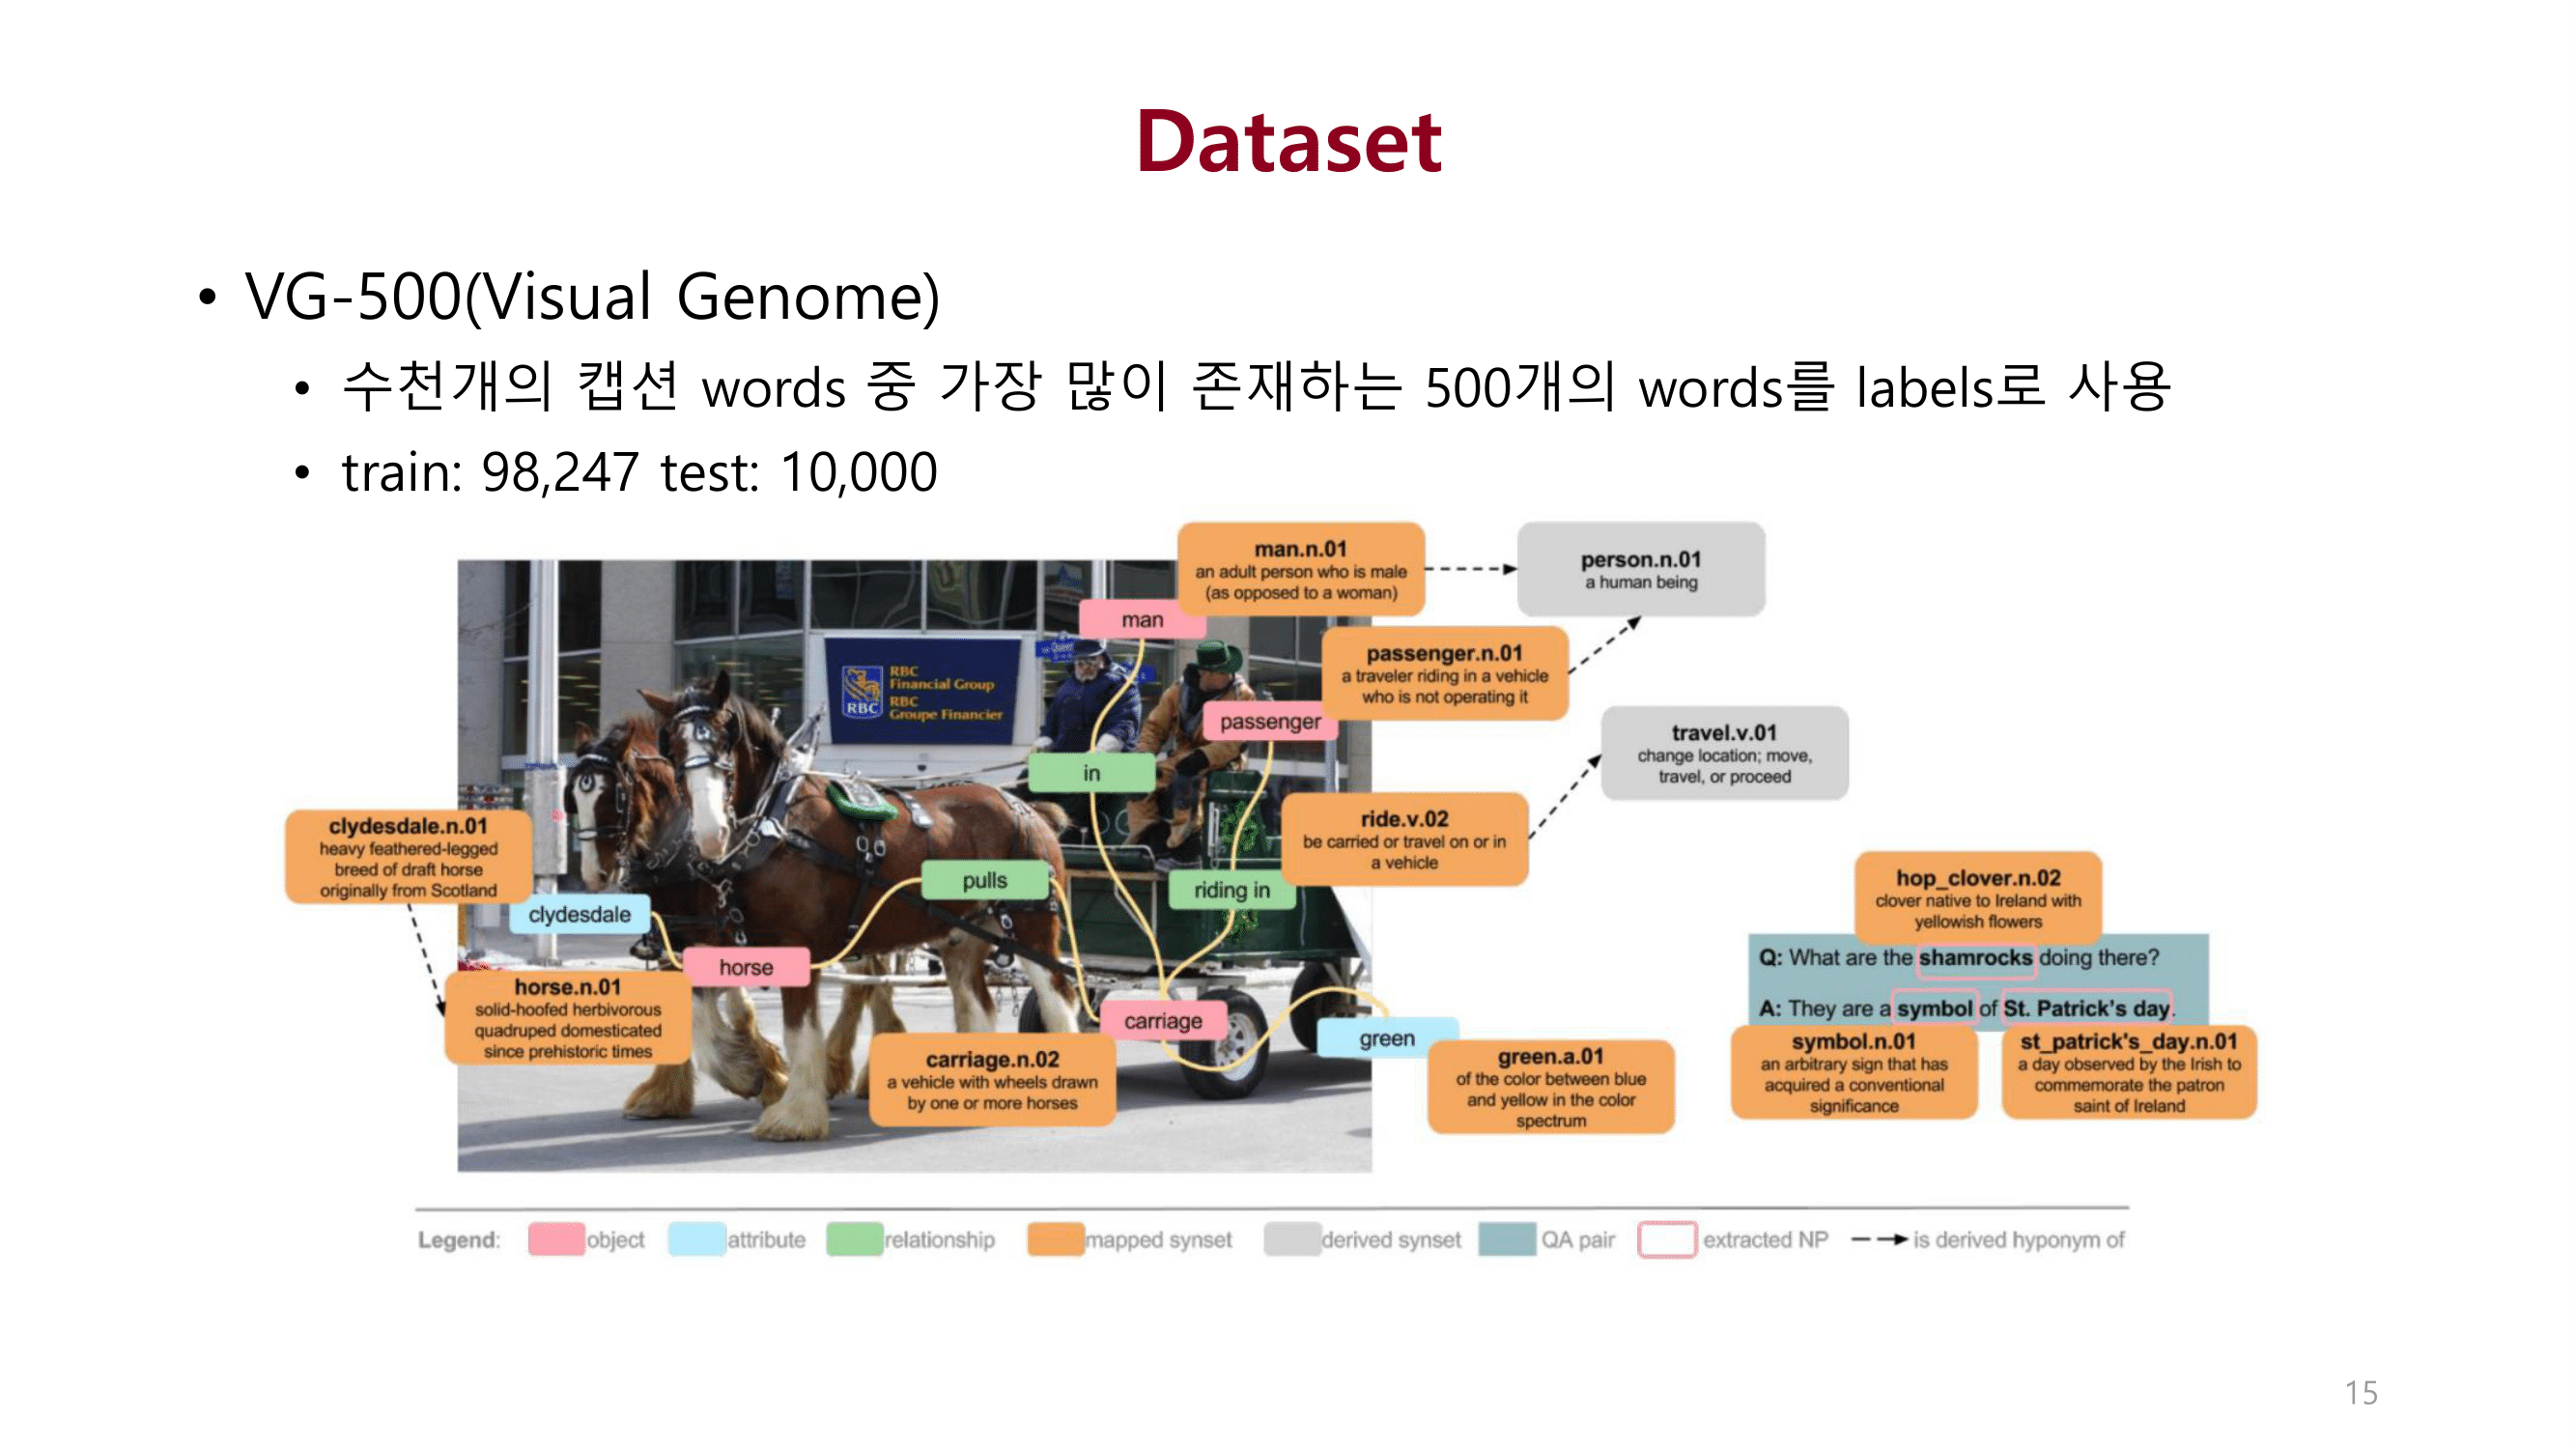 Dataset
• VG-500(Visual Genome)
• 수천개의 캡션 words 중 가장 많이 존재하는 500개의 words를 labels로 사용
• train: 98,247 test: 10,000
man.n.01
an adult person who is male
(as opposed to a woman)
person.n.01
a human being
man
passenger.n.01
a traveler riding in a vehicle
who is not operating it
RBC
Financial Group
RBC
Groupe Financier
RBC
passenger
travel.v.01
change location; move,
travel, or proceed
in
ride.v.02
be carried or travel on or in
a vehicle
clydesdale.n.01
heavy feathered-legged
breed of draft horse
originally from Scotland
pulls
riding in
clydesdale
hop_clover.n.02
clover native to Ireland with
yellowish flowers
horse
Q: What are the shamrocks doing there?
A: They are a symbol of St. Patrick's day.
horse.n.01
solid-hoofed herbivorous
quadruped domesticated
since prehistoric times
carriage
green
carriage.n.02
a vehicle with wheels drawn
by one or more horses
green.a.01
of the color between blue
and yellow in the color
spectrum
symbol.n.01
an arbitrary sign that has
acquired a conventional
significance
st_patrick's_day.n.01
a day observed by the Irish to
commemorate the patron
saint of Ireland
Legend: object attribute relationship mapped synset derived synset QA pair extracted NP is derived hyponym of
15